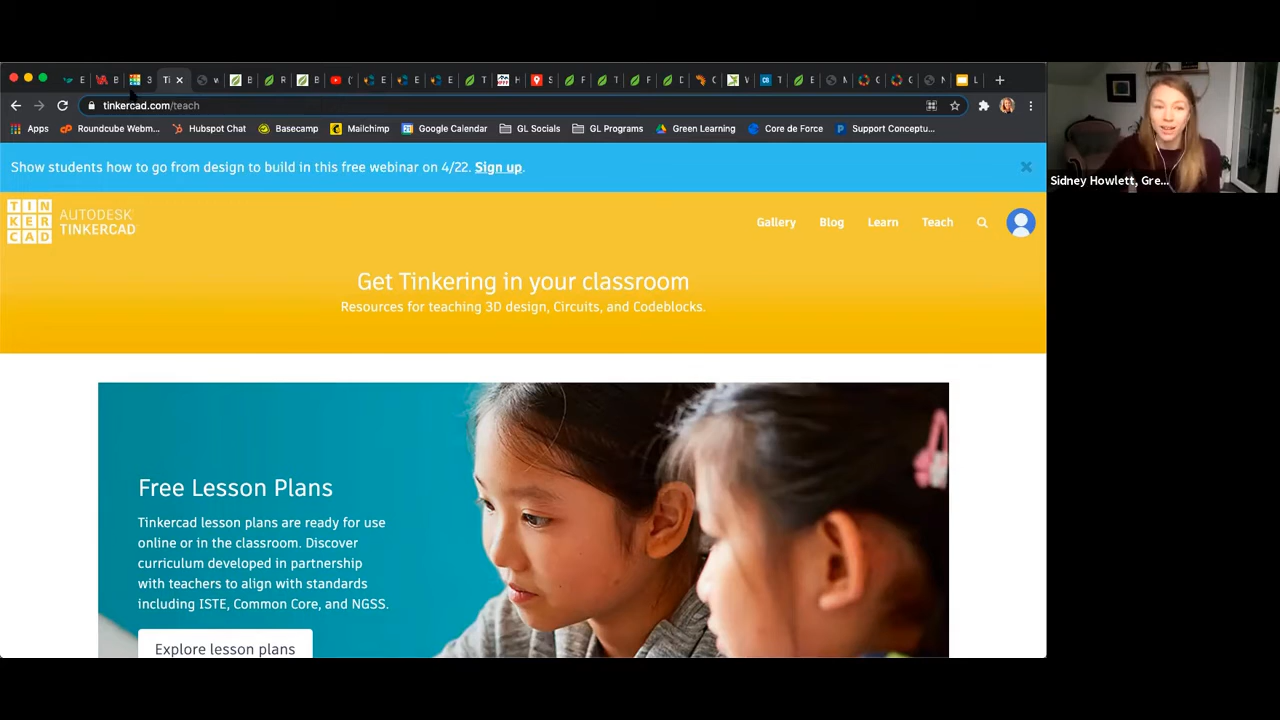 E
B
3
Ti
w
B
R
B
(
E
E
E
T
H
S
F
T
F
D
C
W
T
E
M
C
C
N
L
tinkercad.com/teach
Apps
Roundcube Webm...
Hubspot Chat
Basecamp
Mailchimp
Google Calendar
GL Socials
GL Programs
Green Learning
Core de Force
Support Conceptu...
Show students how to go from design to build in this free webinar on 4/22. Sign up.
TIN
KER
CAD
AUTODESK
TINKERCAD
Gallery
Blog
Learn
Teach
Get Tinkering in your classroom
Resources for teaching 3D design, Circuits, and Codeblocks.
Free Lesson Plans
Tinkercad lesson plans are ready for use
online or in the classroom. Discover
curriculum developed in partnership
with teachers to align with standards
including ISTE, Common Core, and NGSS.
Explore lesson plans
Sidney Howlett, Gre...